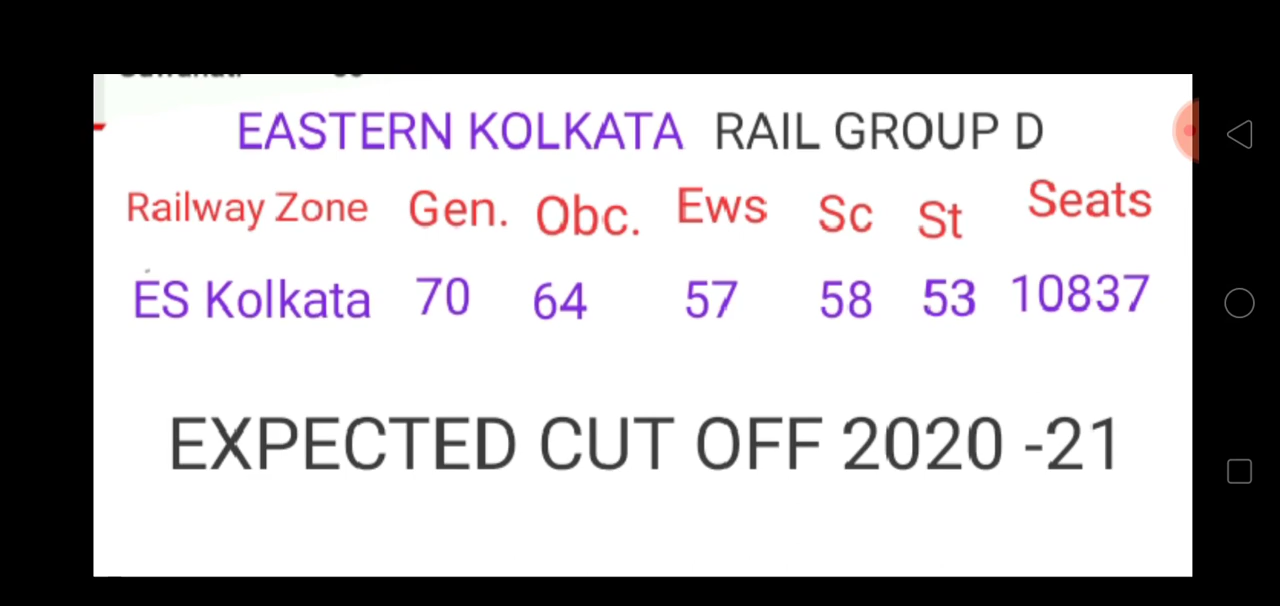 EASTERN KOLKATA RAIL GROUP D
Railway Zone Gen. Obc. Ews Sc St Seats
ES Kolkata 70 64 57 58 53 10837
EXPECTED CUT OFF 2020 -21